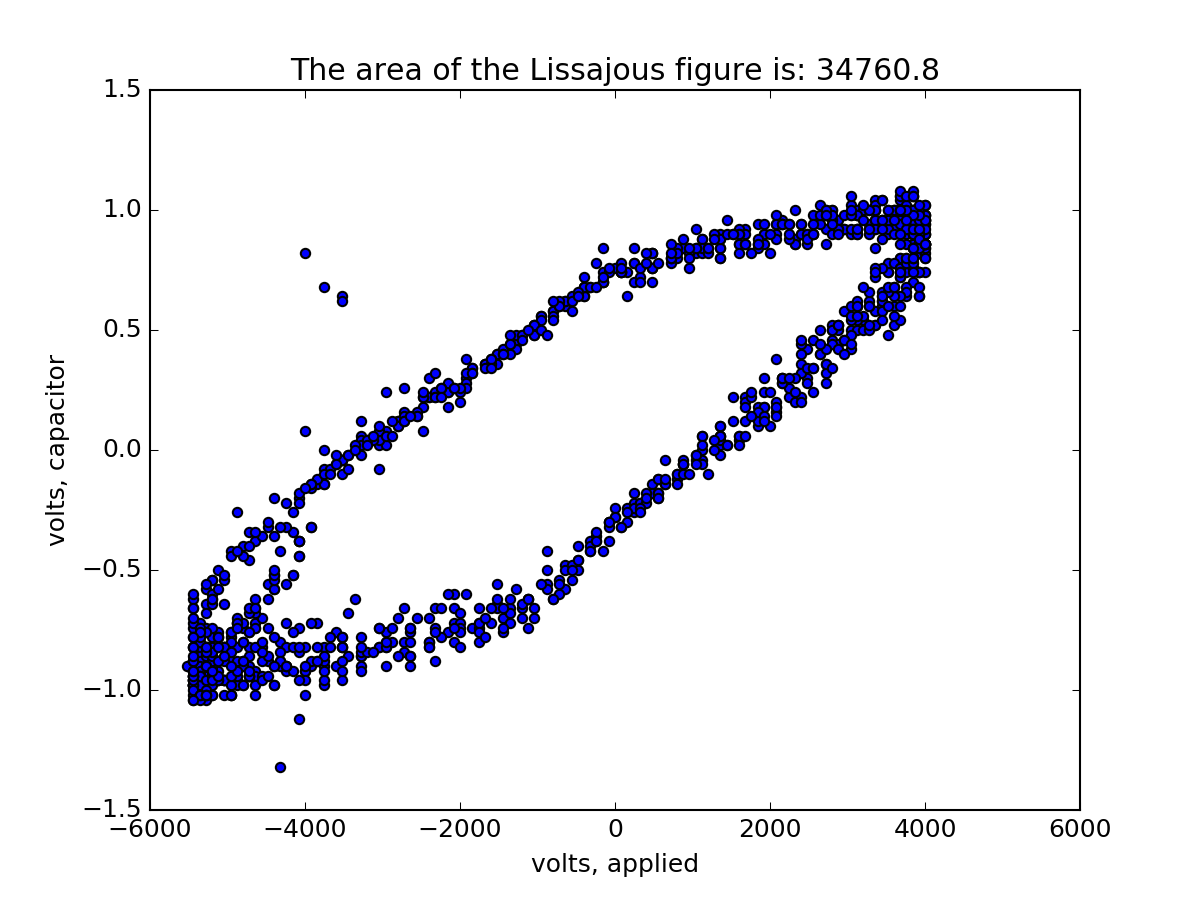 The area of the Lissajous figure is: 34760.8
1.5
1.0
0.5
0.0
−0.5
−1.0
−1.5
volts, capacitor
−6000 −4000 −2000 0 2000 4000 6000
volts, applied